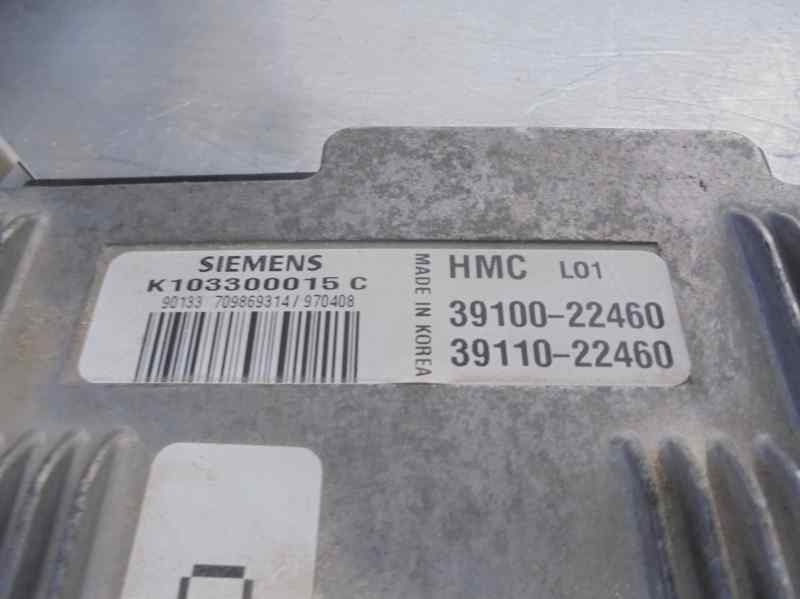 SIEMENS
K103300015 C
90133 709869314/970408
MADE IN KOREA
HMC L01
39100-22460
39110-22460